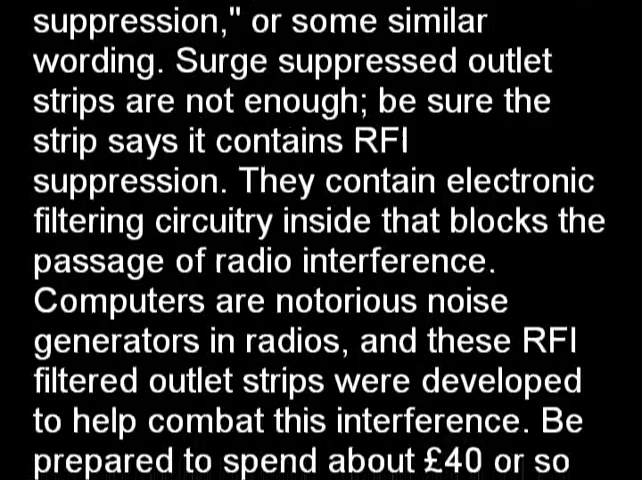 suppression," or some similar
wording. Surge suppressed outlet
strips are not enough; be sure the
strip says it contains RFI
suppression. They contain electronic
filtering circuitry inside that blocks the
passage of radio interference.
Computers are notorious noise
generators in radios, and these RFI
filtered outlet strips were developed
to help combat this interference. Be
prepared to spend about £40 or so